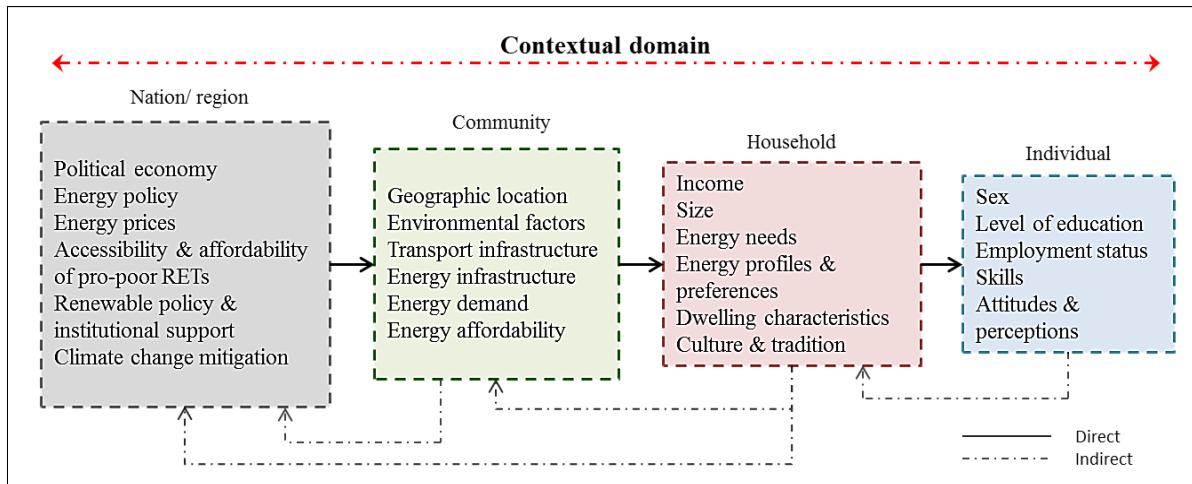 Contextual domain
Nation/ region
Political economy
Energy policy
Energy prices
Accessibility & affordability
of pro-poor RETs
Renewable policy &
institutional support
Climate change mitigation
Community
Geographic location
Environmental factors
Transport infrastructure
Energy infrastructure
Energy demand
Energy affordability
Household
Income
Size
Energy needs
Energy profiles &
preferences
Dwelling characteristics
Culture & tradition
Individual
Sex
Level of education
Employment status
Skills
Attitudes &
perceptions
Direct
Indirect